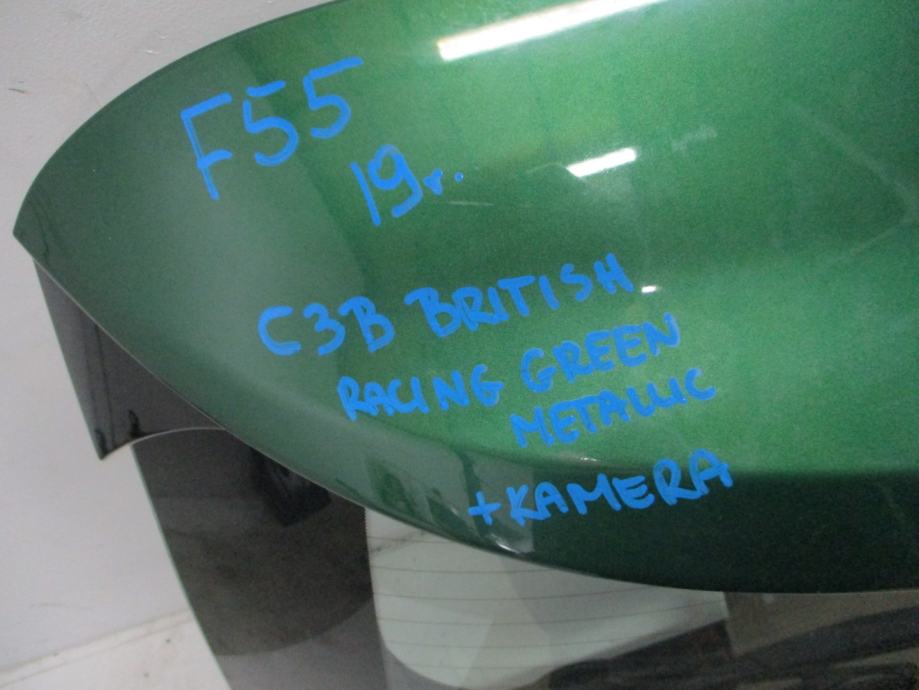 F55
19r.
C3B BRITISH
RACING GREEN
METALLIC
+KAMERA